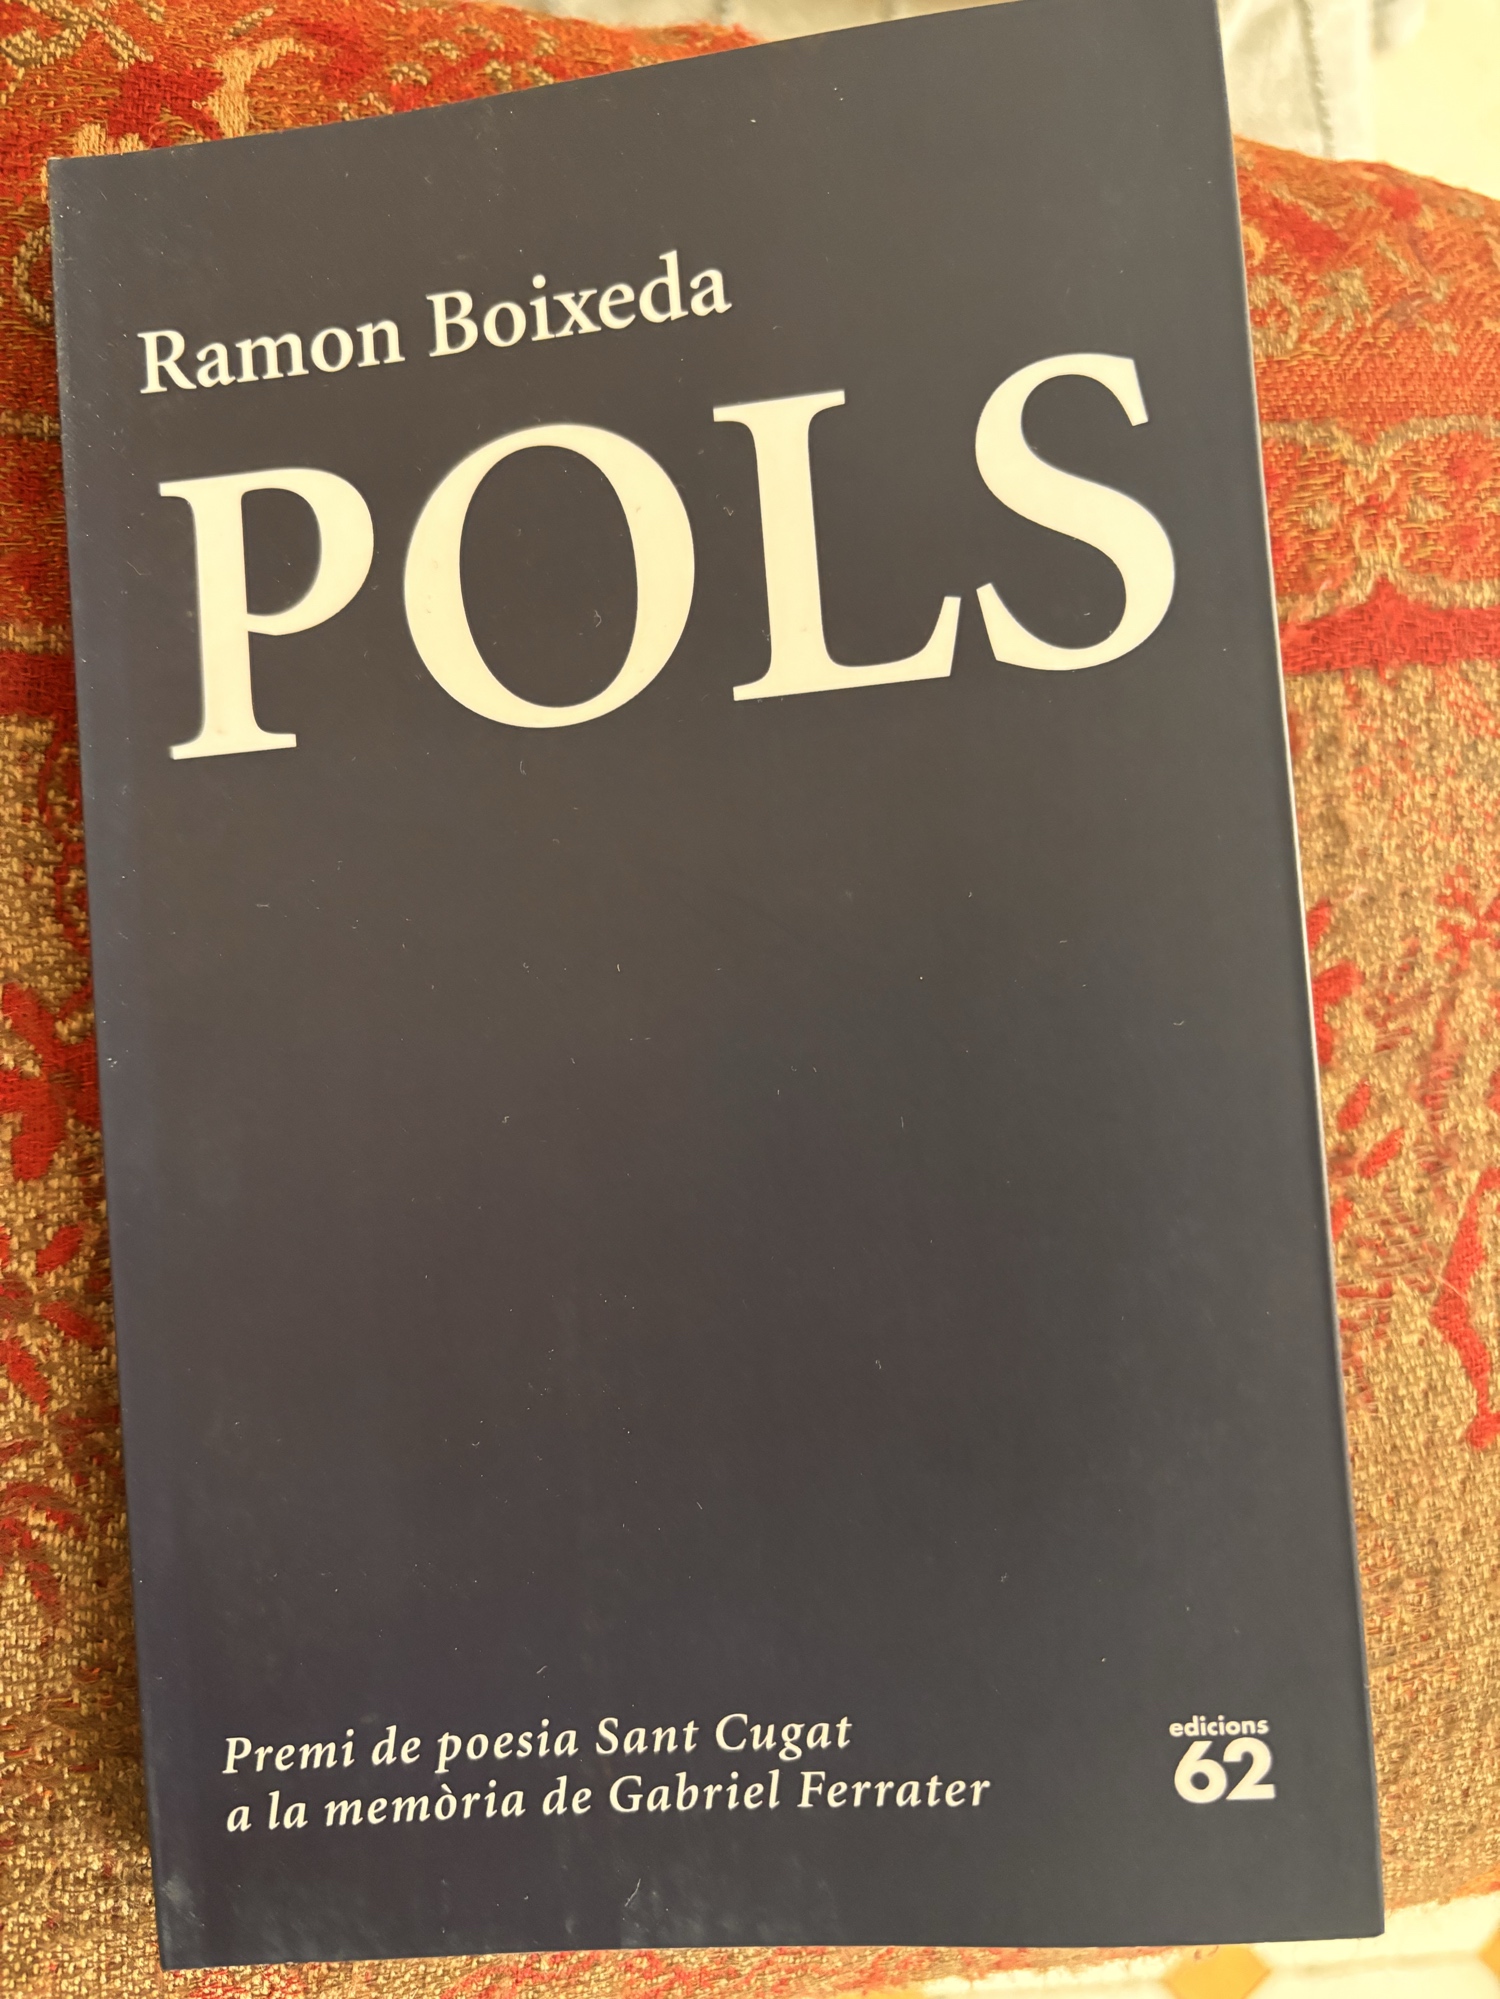 Ramon Boixeda
POLS
Premi de poesia Sant Cugat
a la memòria de Gabriel Ferrater
edicions
62